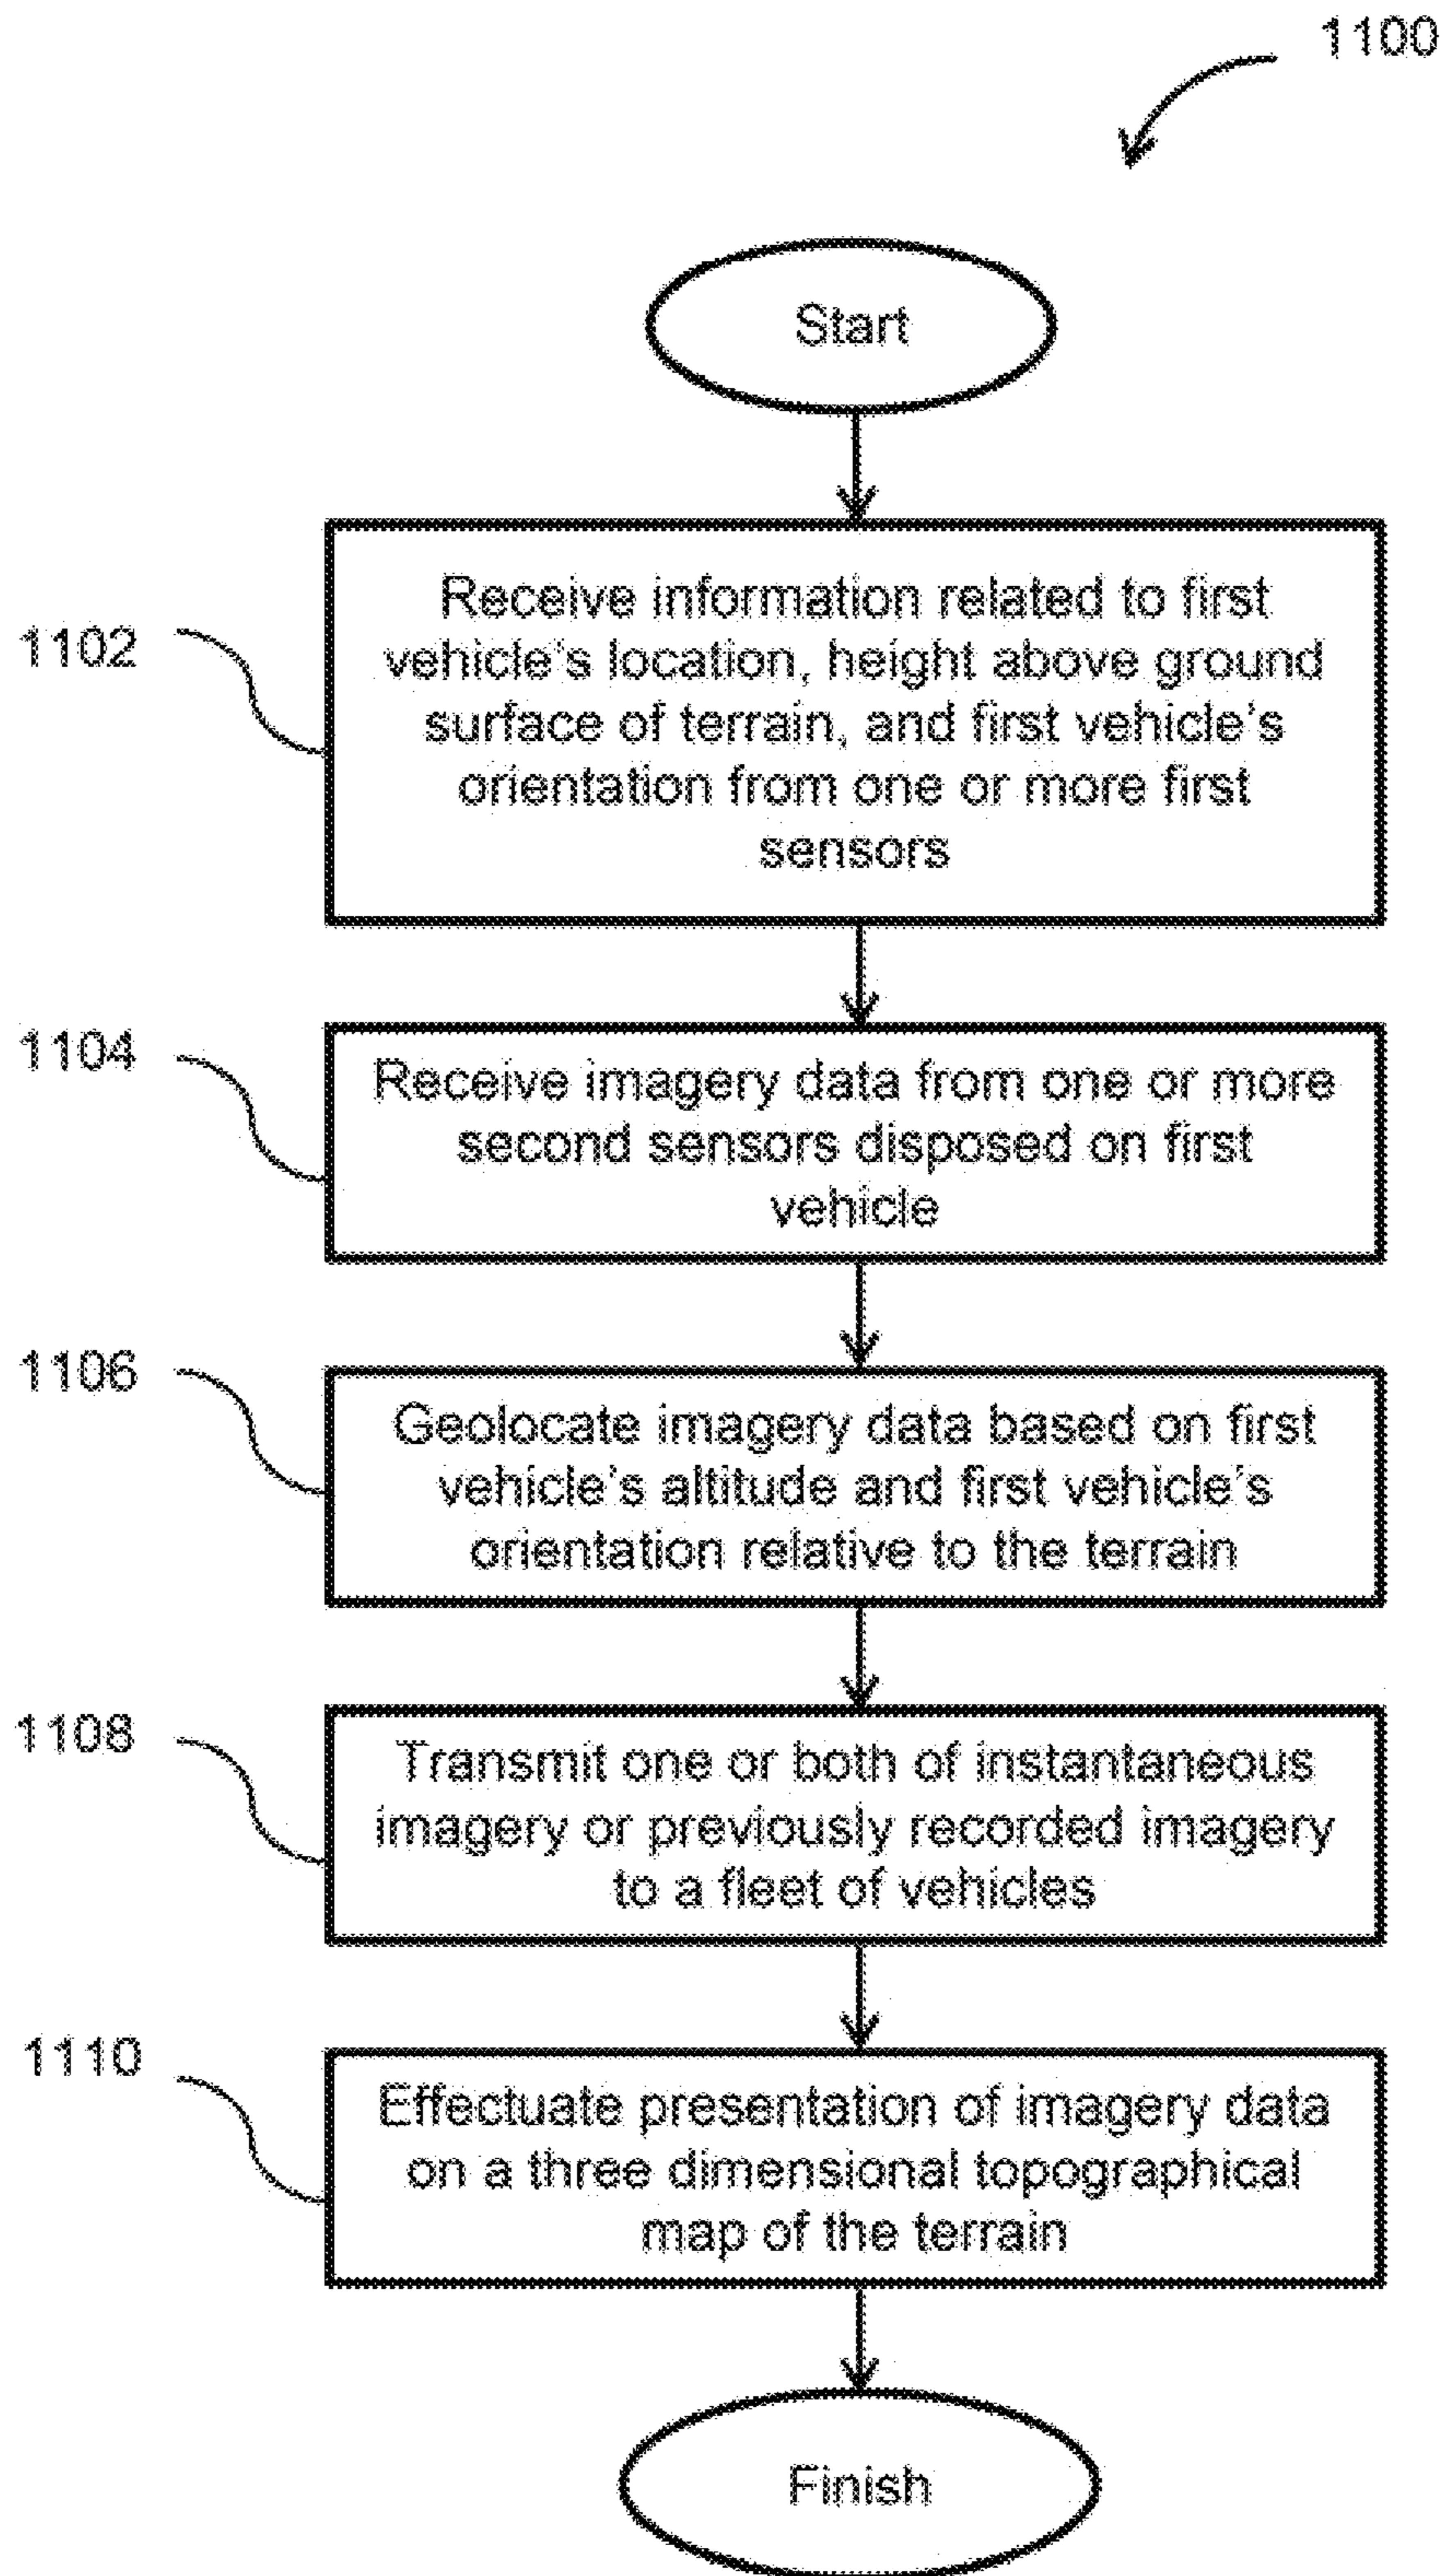 1100
Start
1102
Receive information related to first
vehicle's location, height above ground
surface of terrain, and first vehicle's
orientation from one or more first
sensors
1104
Receive imagery data from one or more
second sensors disposed on first
vehicle
1106
Geolocate imagery data based on first
vehicle's altitude and first vehicle's
orientation relative to the terrain
1108
Transmit one or both of instantaneous
imagery or previously recorded imagery
to a fleet of vehicles
1110
Effectuate presentation of imagery data
on a three dimensional topographical
map of the terrain
Finish